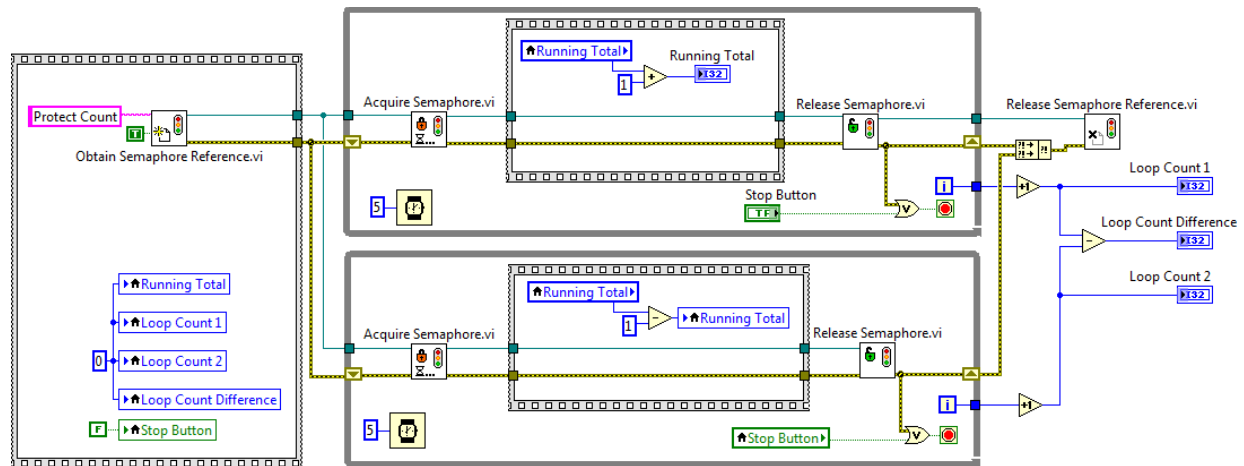 Protect Count
T
Obtain Semaphore Reference.vi
0
Running Total
Loop Count 1
Loop Count 2
Loop Count Difference
F
Stop Button
Acquire Semaphore.vi
Running Total
1
+
Running Total
I32
Release Semaphore.vi
5
Stop Button
TF
V
i
Release Semaphore Reference.vi
?!
?!
+1
Loop Count 1
I32
Loop Count Difference
I32
Loop Count 2
I32
Acquire Semaphore.vi
Running Total
1
-
Running Total
Release Semaphore.vi
5
Stop Button
V
i
+1
-